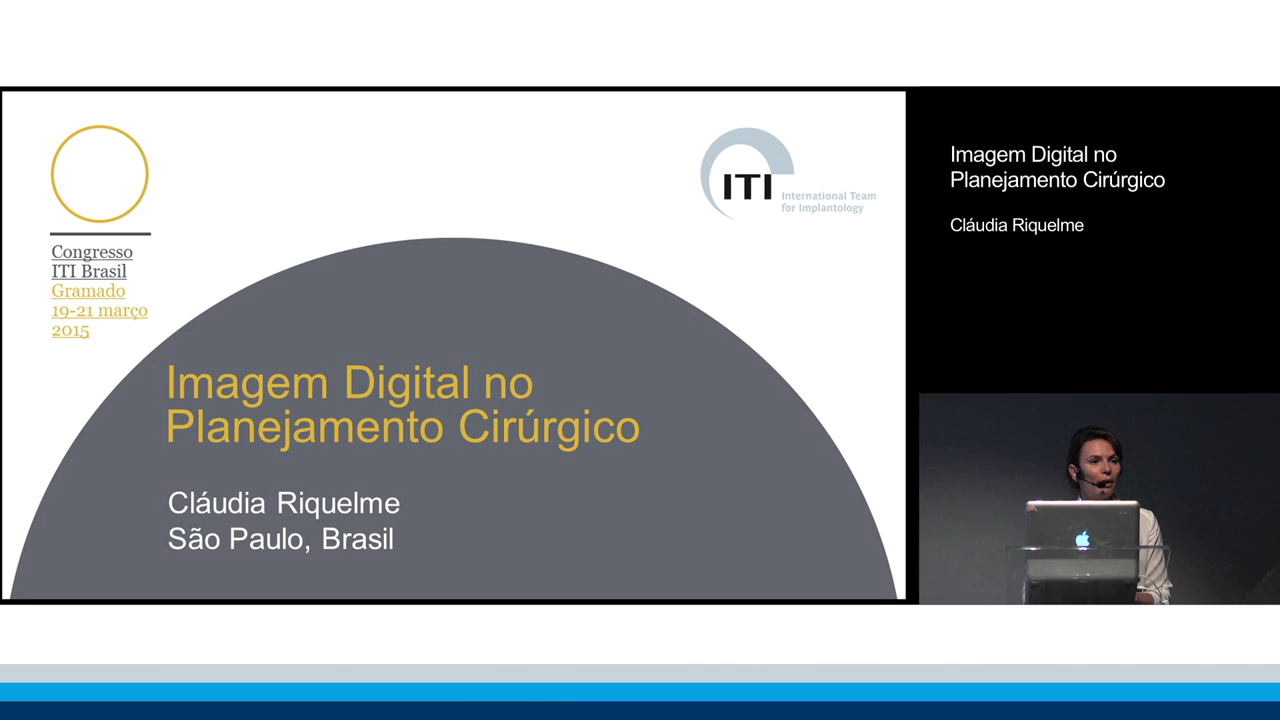 Congresso
ITI Brasil
Gramado
19-21 março
2015
ITI
International Team
for Implantology
Imagem Digital no
Planejamento Cirúrgico
Cláudia Riquelme
São Paulo, Brasil
Imagem Digital no
Planejamento Cirúrgico
Cláudia Riquelme